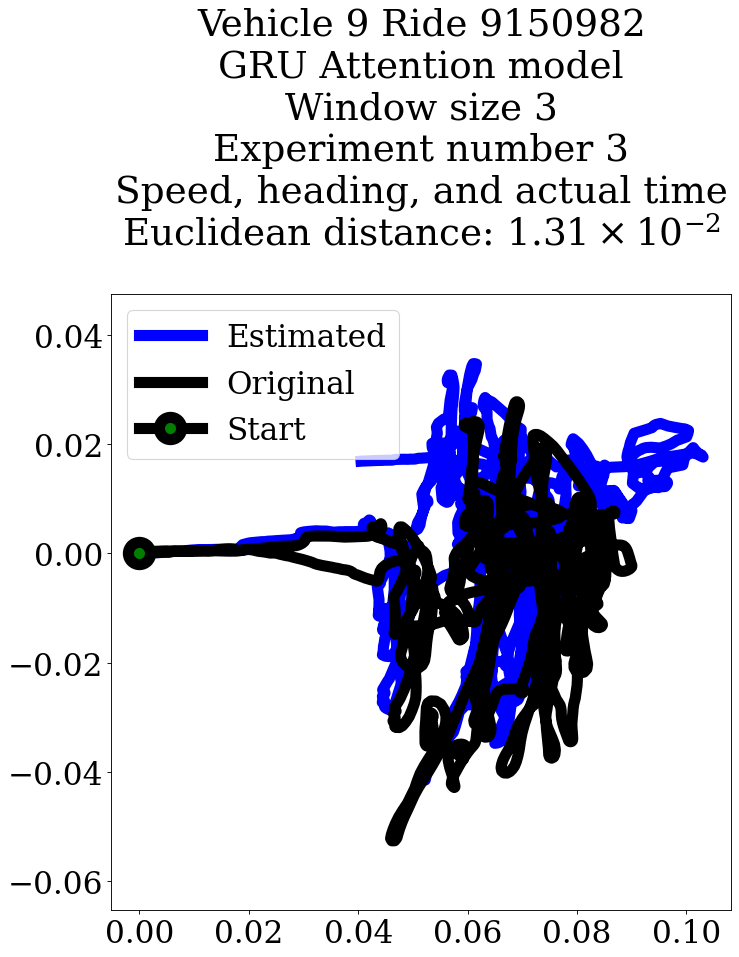 Vehicle 9 Ride 9150982
GRU Attention model
Window size 3
Experiment number 3
Speed, heading, and actual time
Euclidean distance: 1.31 × 10⁻²
Estimated
Original
Start
0.04
0.02
0.00
−0.02
−0.04
−0.06
0.00 0.02 0.04 0.06 0.08 0.10